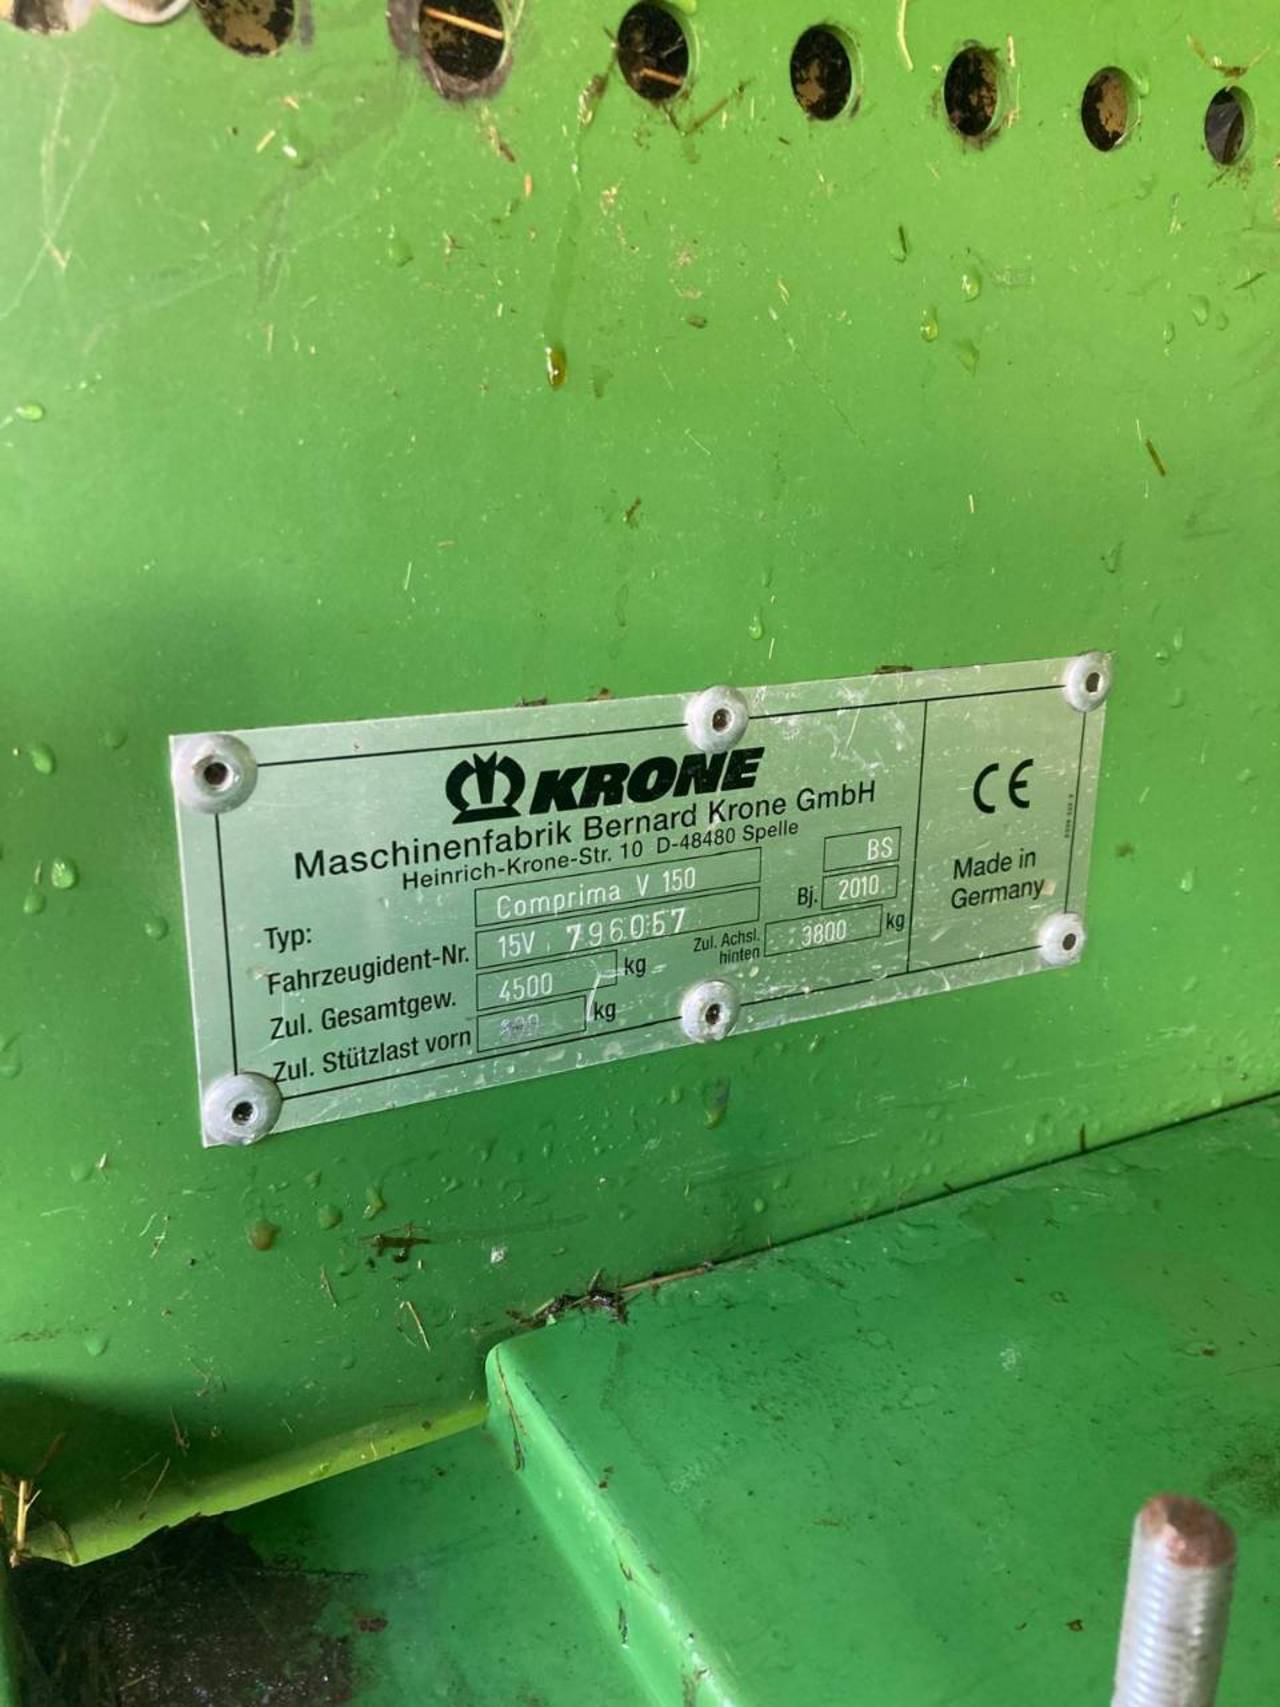 KRONE
Maschinenfabrik Bernard Krone GmbH
Heinrich-Krone-Str. 10 D-48480 Spelle
Typ: Comprima V 150 BS
Fahrzeugident-Nr. 15V 796057 Bj. 2010
Zul. Gesamtgew. 4500 kg Zul. Achsl. hinten 3800 kg
Zul. Stützlast vorn kg
CE
Made in
Germany